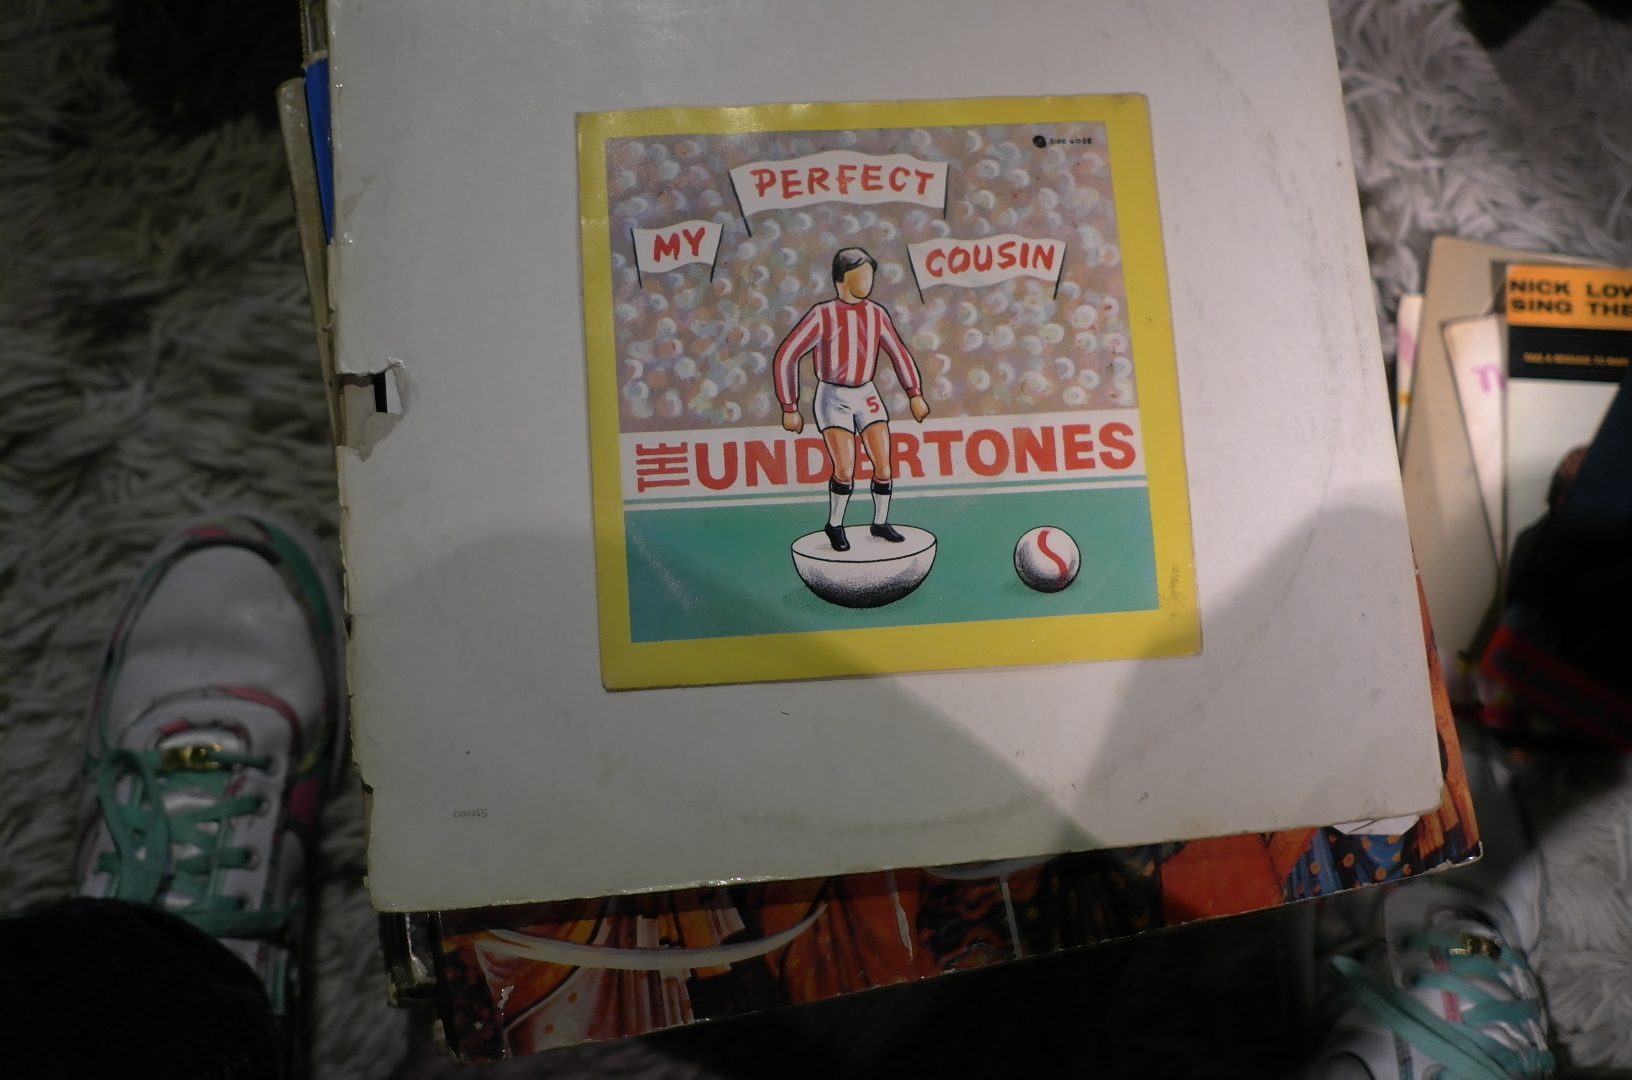 SIRE 4038
PERFECT
MY
COUSIN
5
THE UNDERTONES
Stereo
NICK LOW
SING THE